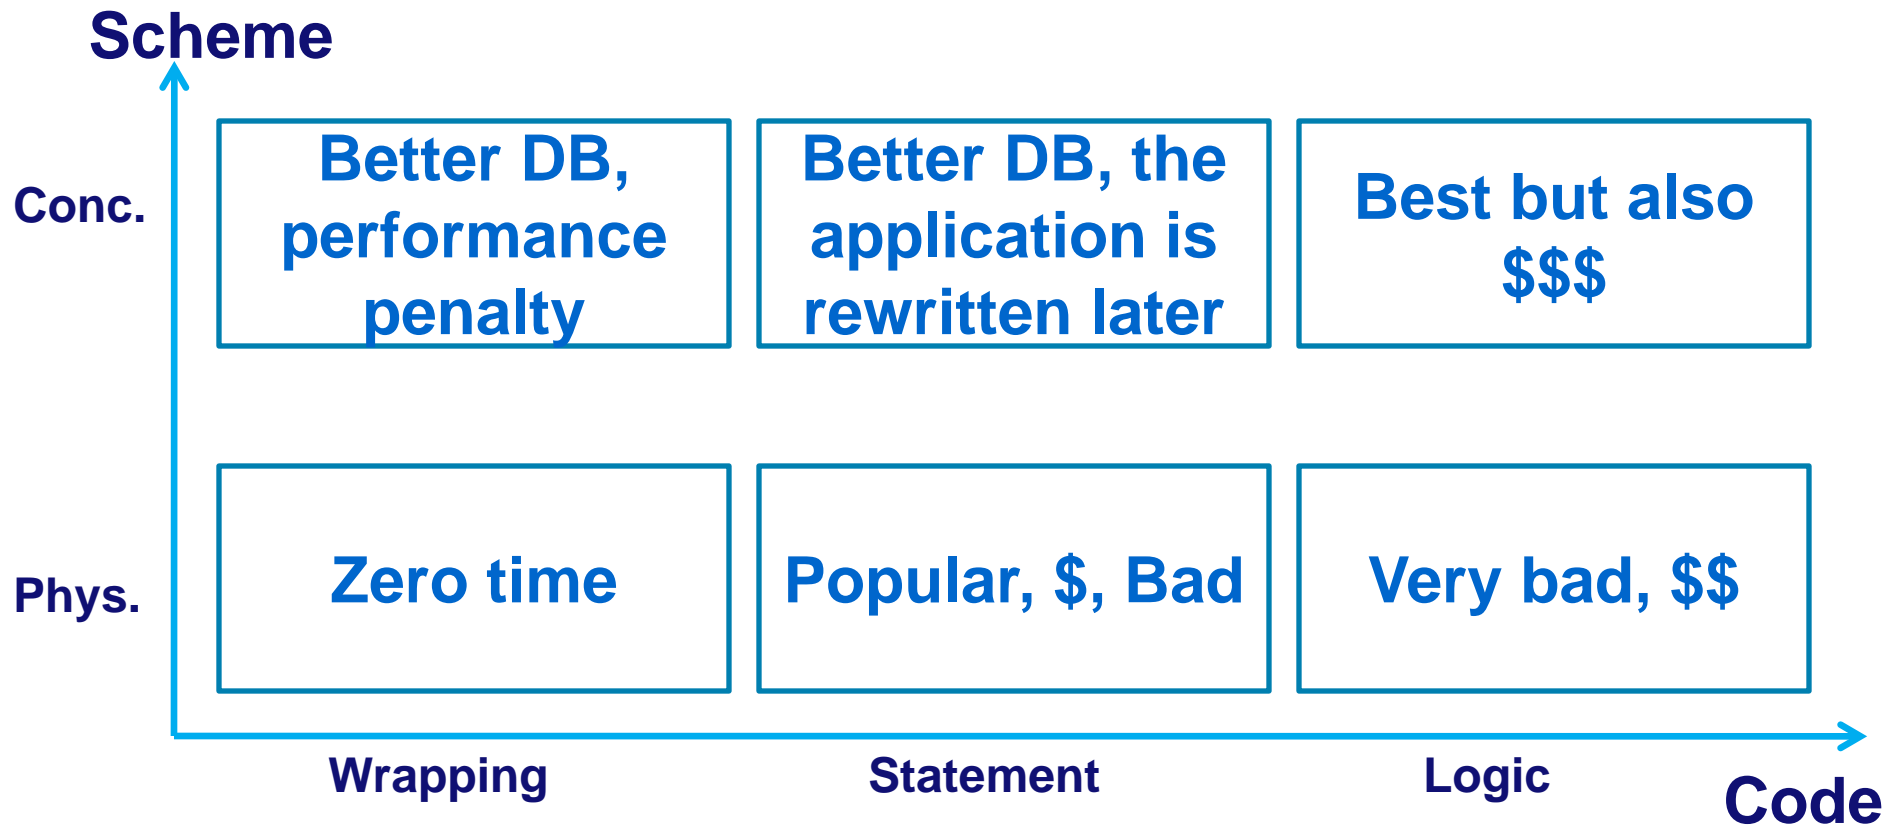 Scheme
Conc.
Better DB,
performance
penalty
Better DB, the
application is
rewritten later
Best but also
$$$
Phys.
Zero time
Popular, $, Bad
Very bad, $$
Wrapping
Statement
Logic
Code